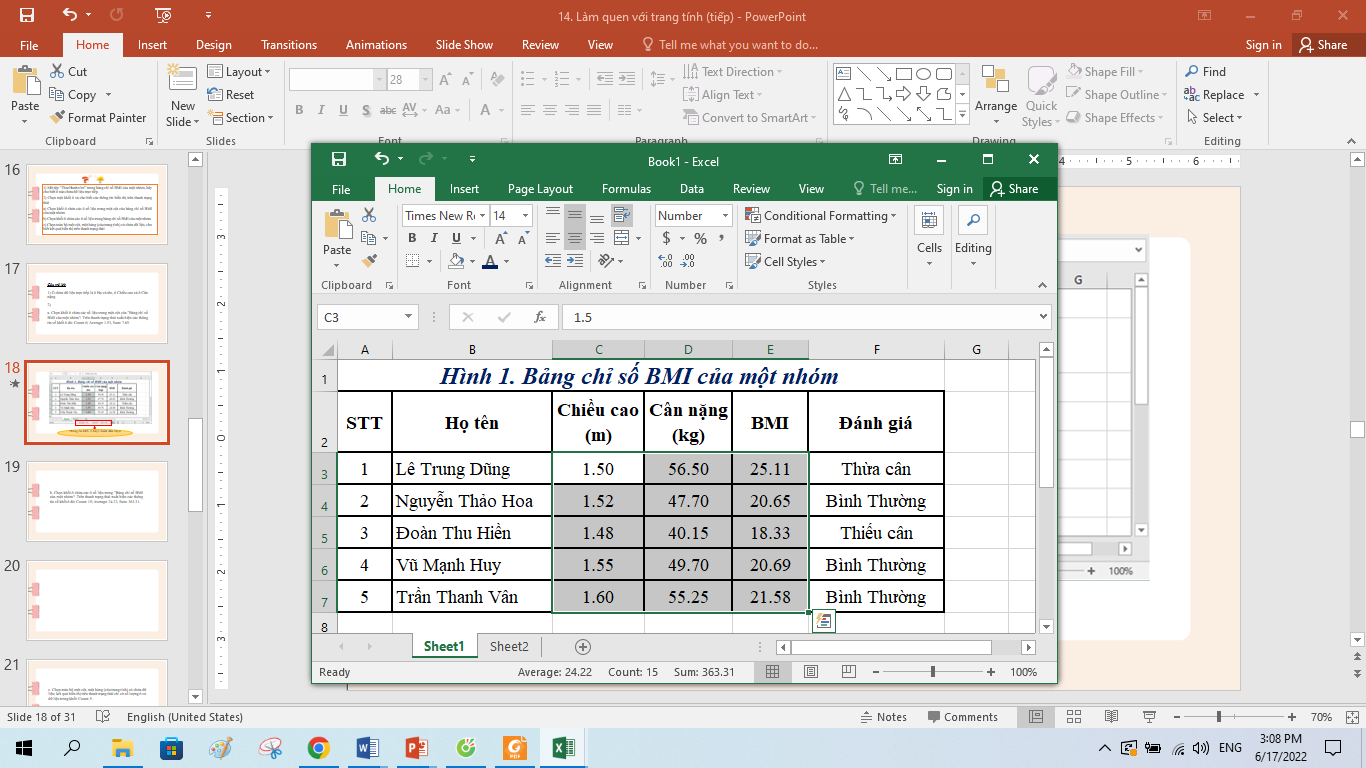 14. Làm quen với trang tính (tiếp) - PowerPoint
File Home Insert Design Transitions Animations Slide Show Review View Tell me what you want to do... Sign in Share
Cut
Copy
Format Painter
Paste
Clipboard
New Slide
Layout
Reset
Section
Slides
28
Font
Paragraph
Text Direction
Align Text
Convert to SmartArt
Arrange
Quick Styles
Shape Fill
Shape Outline
Shape Effects
Drawing
Find
Replace
Select
Editing
Book1 - Excel
File Home Insert Page Layout Formulas Data Review View Tell me... Sign in Share
Paste
Clipboard
Times New R 14
Font
Alignment
Number
Number
Conditional Formatting
Format as Table
Cell Styles
Styles
Cells
Editing
C3 fx 1.5
A B C D E F G
1 Hình 1. Bảng chỉ số BMI của một nhóm
2 STT Họ tên Chiều cao (m) Cân nặng (kg) BMI Đánh giá
3 1 Lê Trung Dũng 1.50 56.50 25.11 Thừa cân
4 2 Nguyễn Thảo Hoa 1.52 47.70 20.65 Bình Thường
5 3 Đoàn Thu Hiền 1.48 40.15 18.33 Thiếu cân
6 4 Vũ Mạnh Huy 1.55 49.70 20.69 Bình Thường
7 5 Trần Thanh Vân 1.60 55.25 21.58 Bình Thường
8
Sheet1 Sheet2
Ready Average: 24.22 Count: 15 Sum: 363.31 100%
16
17
18
19
20
21
G
100%
Slide 18 of 31 English (United States) Notes Comments 70%
ENG
3:08 PM
6/17/2022